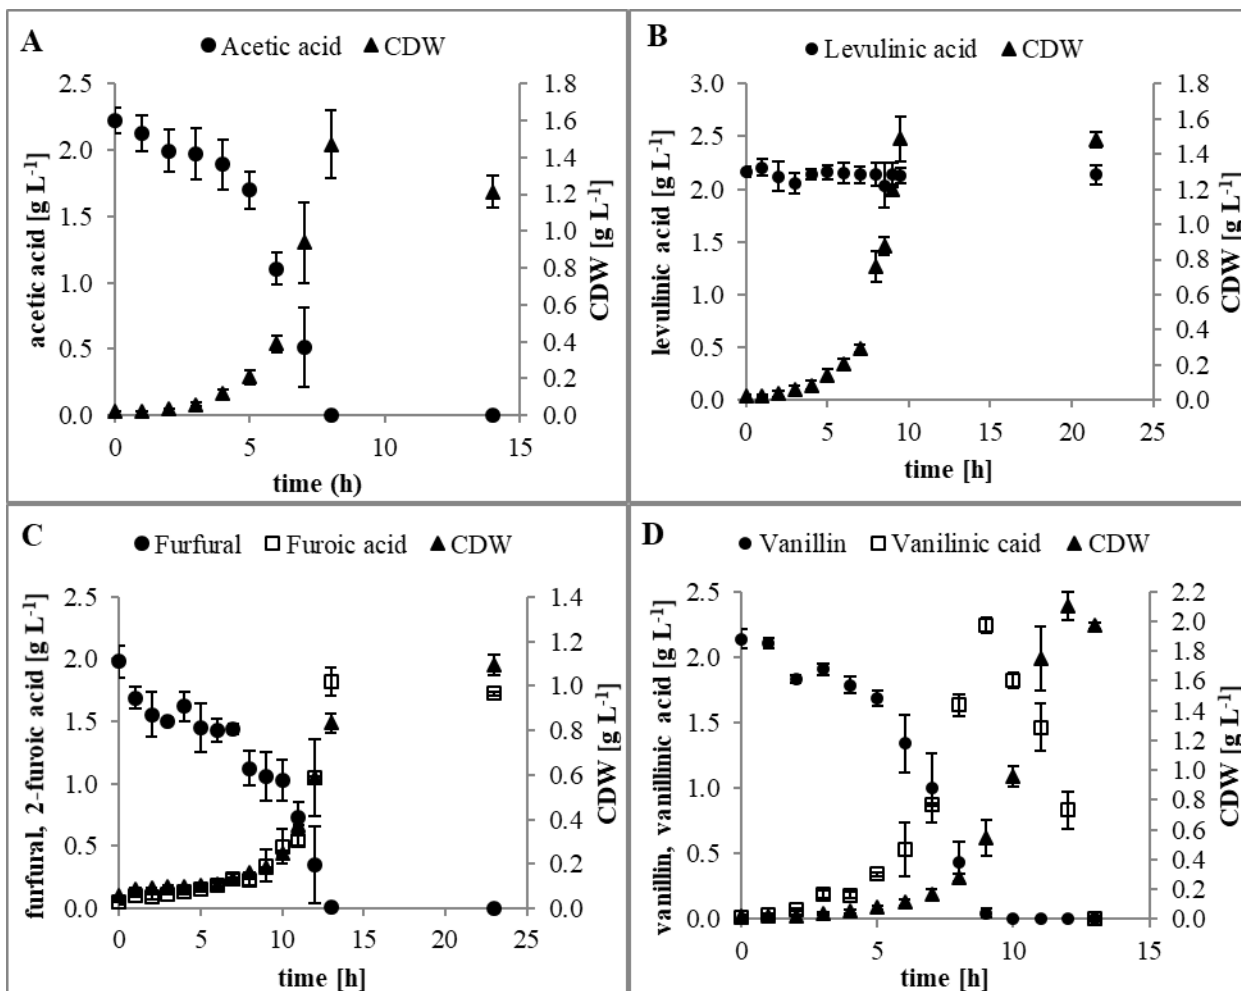 A
● Acetic acid ▲ CDW
acetic acid [g L⁻¹]
2.5
2.0
1.5
1.0
0.5
0.0
1.8
1.6
1.4
1.2
1.0
0.8
0.6
0.4
0.2
0.0
CDW [g L⁻¹]
0 5 10 15
time (h)
B
● Levulinic acid ▲ CDW
levulinic acid [g L⁻¹]
3.0
2.5
2.0
1.5
1.0
0.5
0.0
1.8
1.6
1.4
1.2
1.0
0.8
0.6
0.4
0.2
0.0
CDW [g L⁻¹]
0 5 10 15 20 25
time [h]
C
● Furfural □ Furoic acid ▲ CDW
furfural, 2-furoic acid [g L⁻¹]
2.5
2.0
1.5
1.0
0.5
0.0
1.4
1.2
1.0
0.8
0.6
0.4
0.2
0.0
CDW [g L⁻¹]
0 5 10 15 20 25
time [h]
D
● Vanillin □ Vanilinic caid ▲ CDW
vanillin, vanillinic acid [g L⁻¹]
2.5
2.0
1.5
1.0
0.5
0.0
2.2
2.0
1.8
1.6
1.4
1.2
1.0
0.8
0.6
0.4
0.2
0.0
CDW [g L⁻¹]
0 5 10 15
time [h]